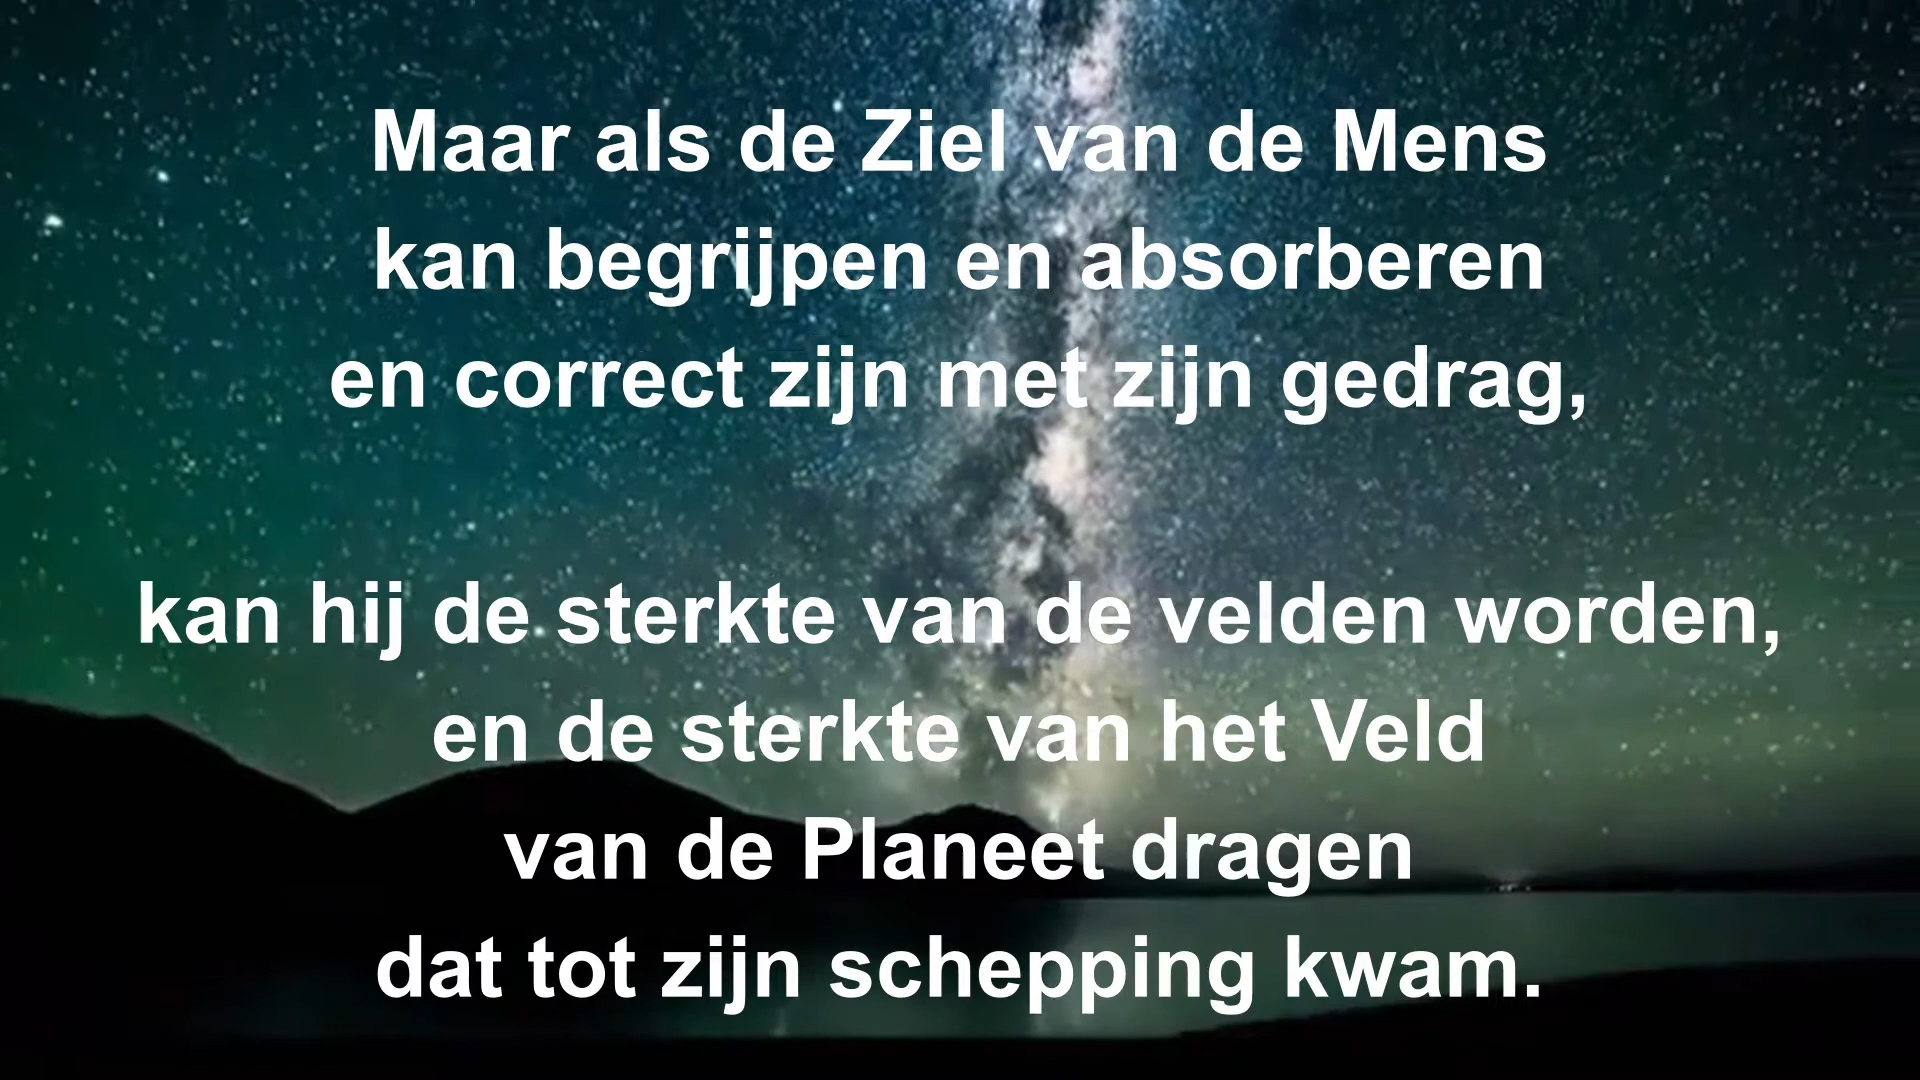 Maar als de Ziel van de Mens
kan begrijpen en absorberen
en correct zijn met zijn gedrag,
kan hij de sterkte van de velden worden,
en de sterkte van het Veld
van de Planeet dragen
dat tot zijn schepping kwam.